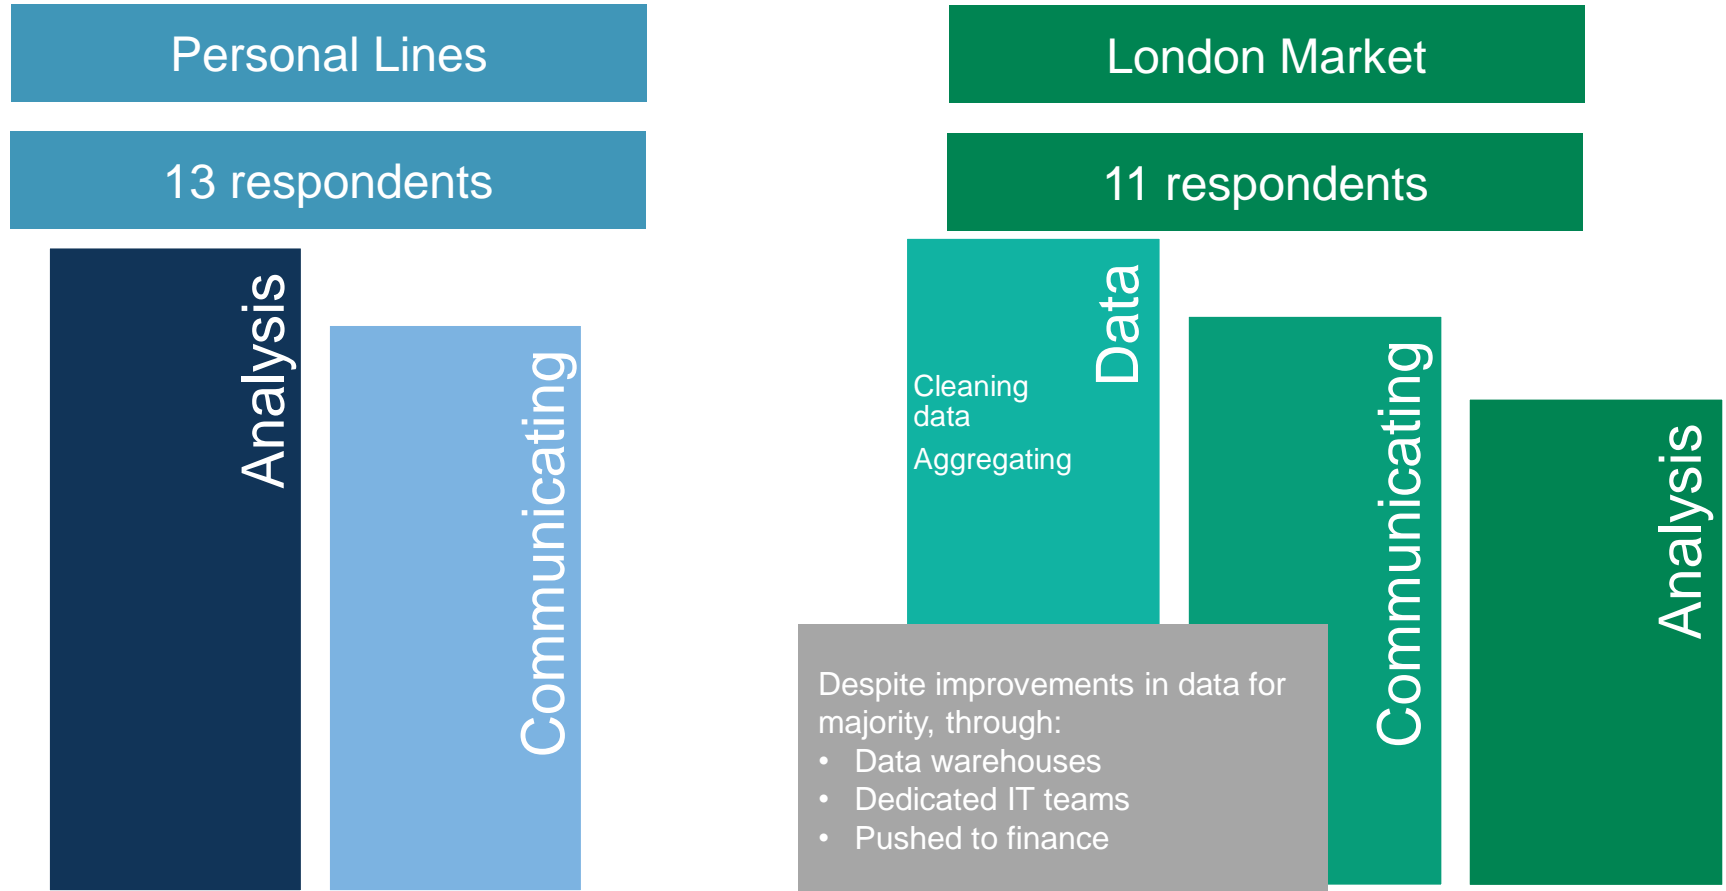 Personal Lines
13 respondents
Analysis
Communicating
London Market
11 respondents
Data
Cleaning
data
Aggregating
Communicating
Analysis
Despite improvements in data for
majority, through:
• Data warehouses
• Dedicated IT teams
• Pushed to finance